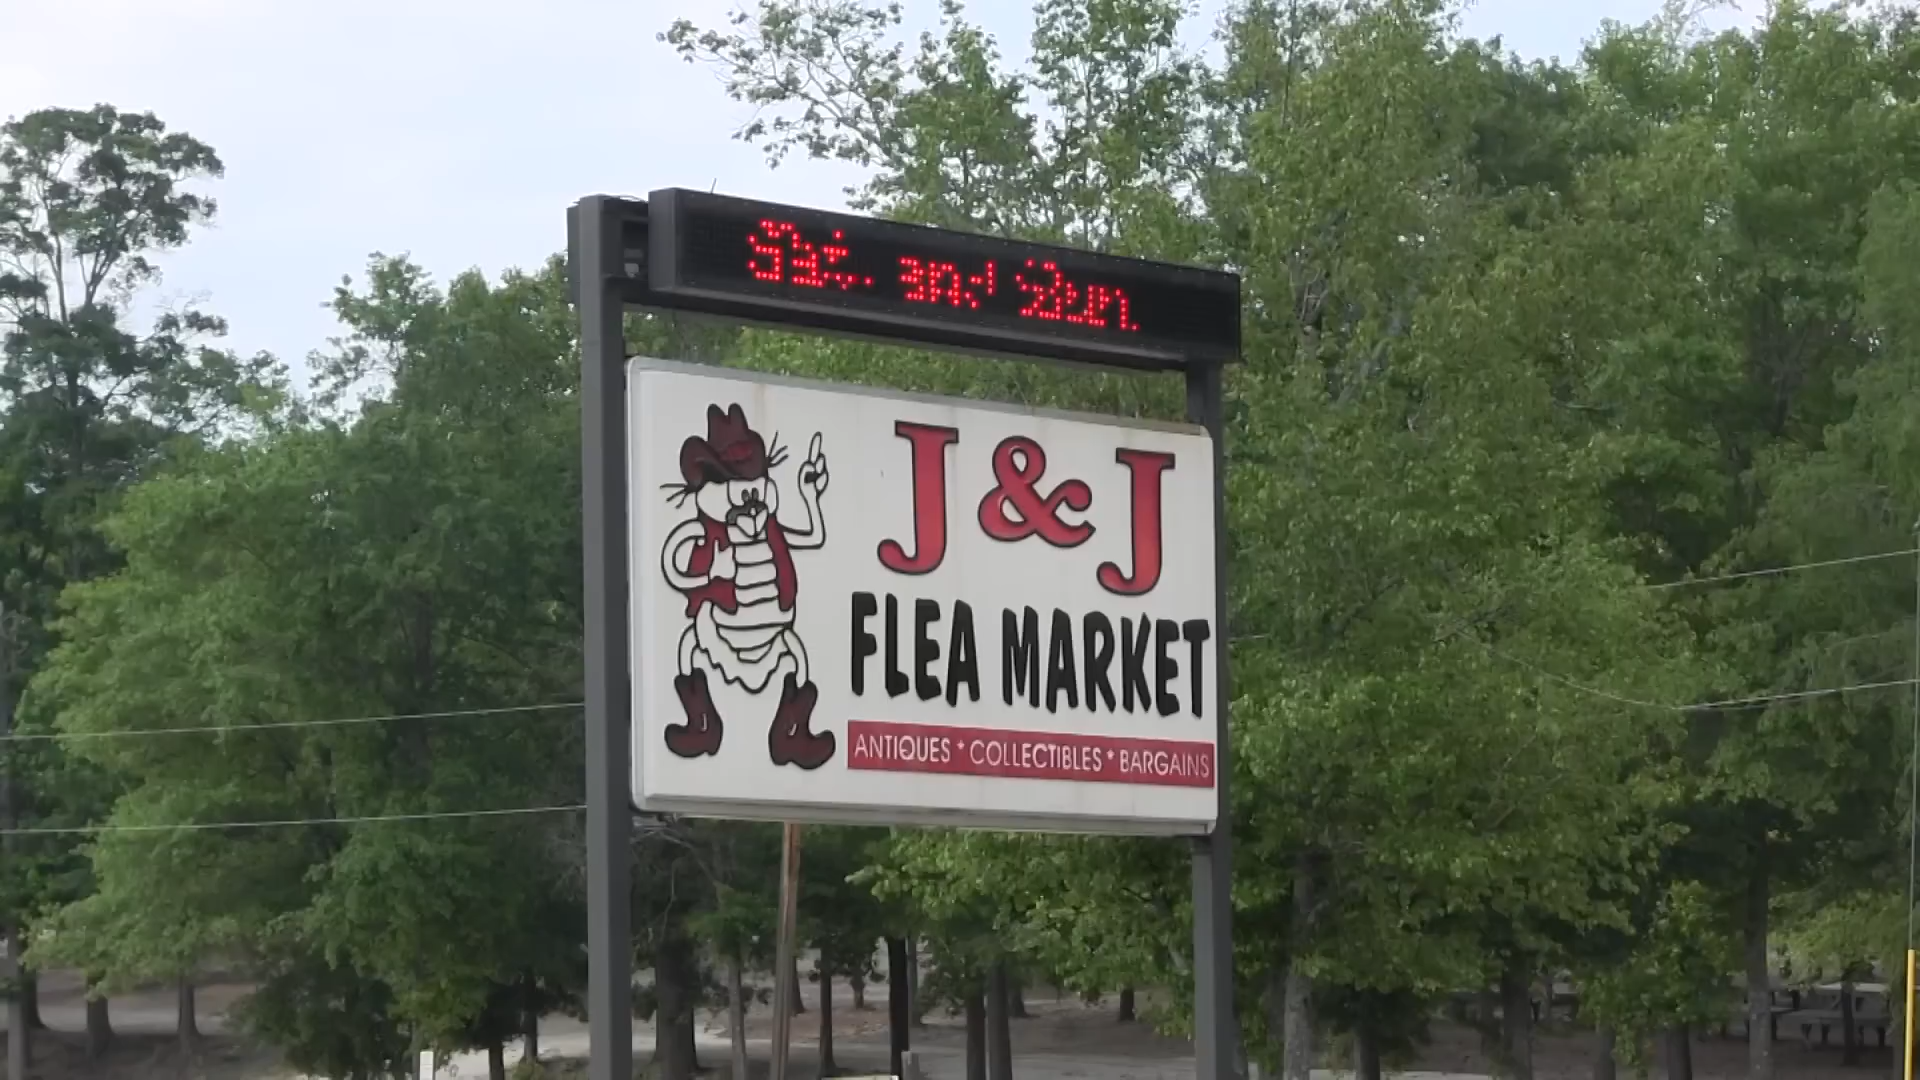 Sat. and Sun.
J&J
FLEA MARKET
ANTIQUES * COLLECTIBLES * BARGAINS